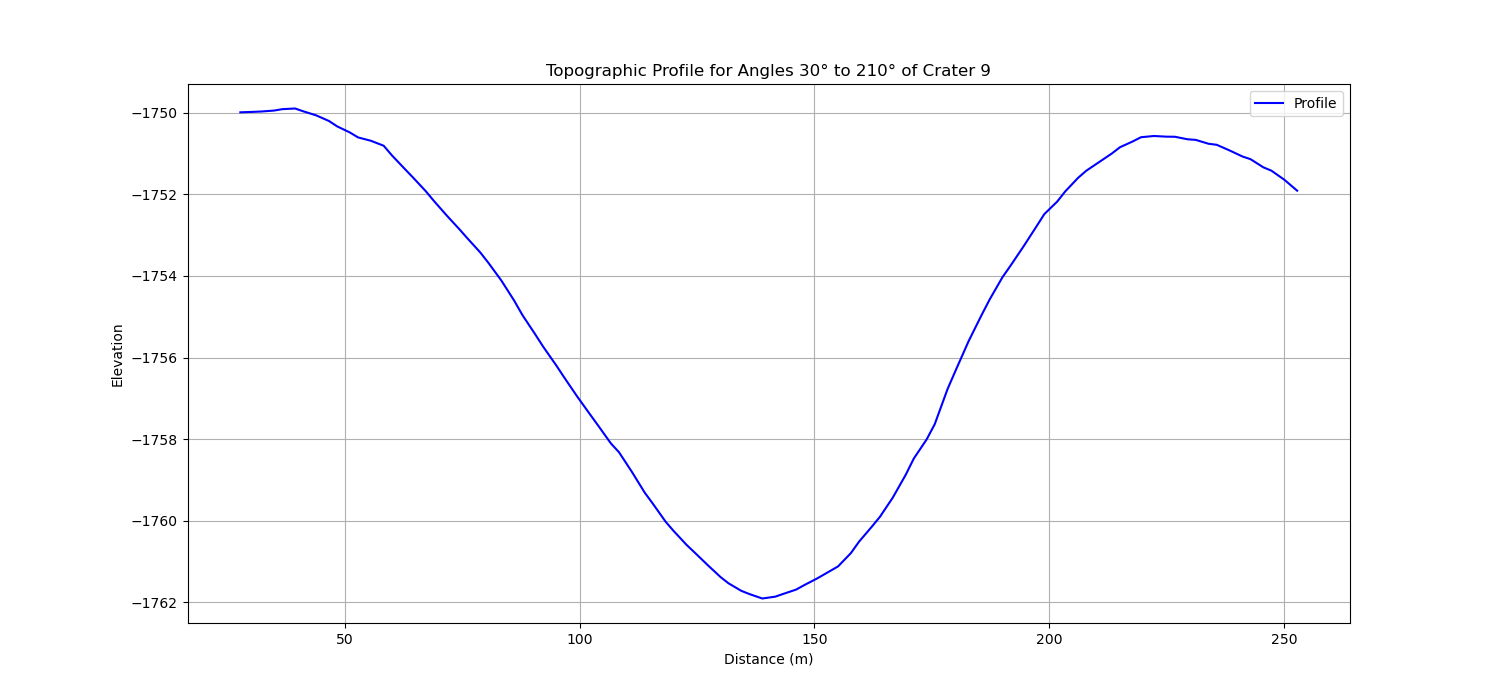 Topographic Profile for Angles 30° to 210° of Crater 9
Profile
−1750
−1752
−1754
−1756
−1758
−1760
−1762
Elevation
50 100 150 200 250
Distance (m)